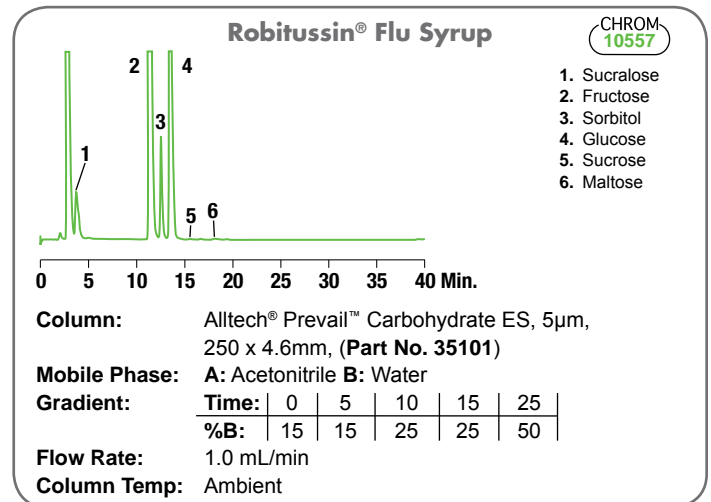 Robitussin® Flu Syrup
CHROM
10557
1. Sucralose
2. Fructose
3. Sorbitol
4. Glucose
5. Sucrose
6. Maltose
2 4
3
1
5 6
0 5 10 15 20 25 30 35 40 Min.
Column: Alltech® Prevail™ Carbohydrate ES, 5µm,
250 x 4.6mm, (Part No. 35101)
Mobile Phase: A: Acetonitrile B: Water
Gradient: Time: 0 5 10 15 25
%B: 15 15 25 25 50
Flow Rate: 1.0 mL/min
Column Temp: Ambient